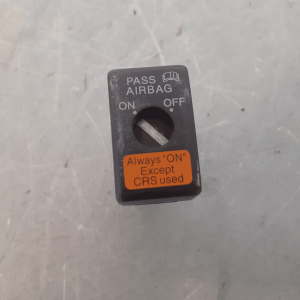 PASS
AIRBAG
ON OFF
Always "ON"
Except
CRS used